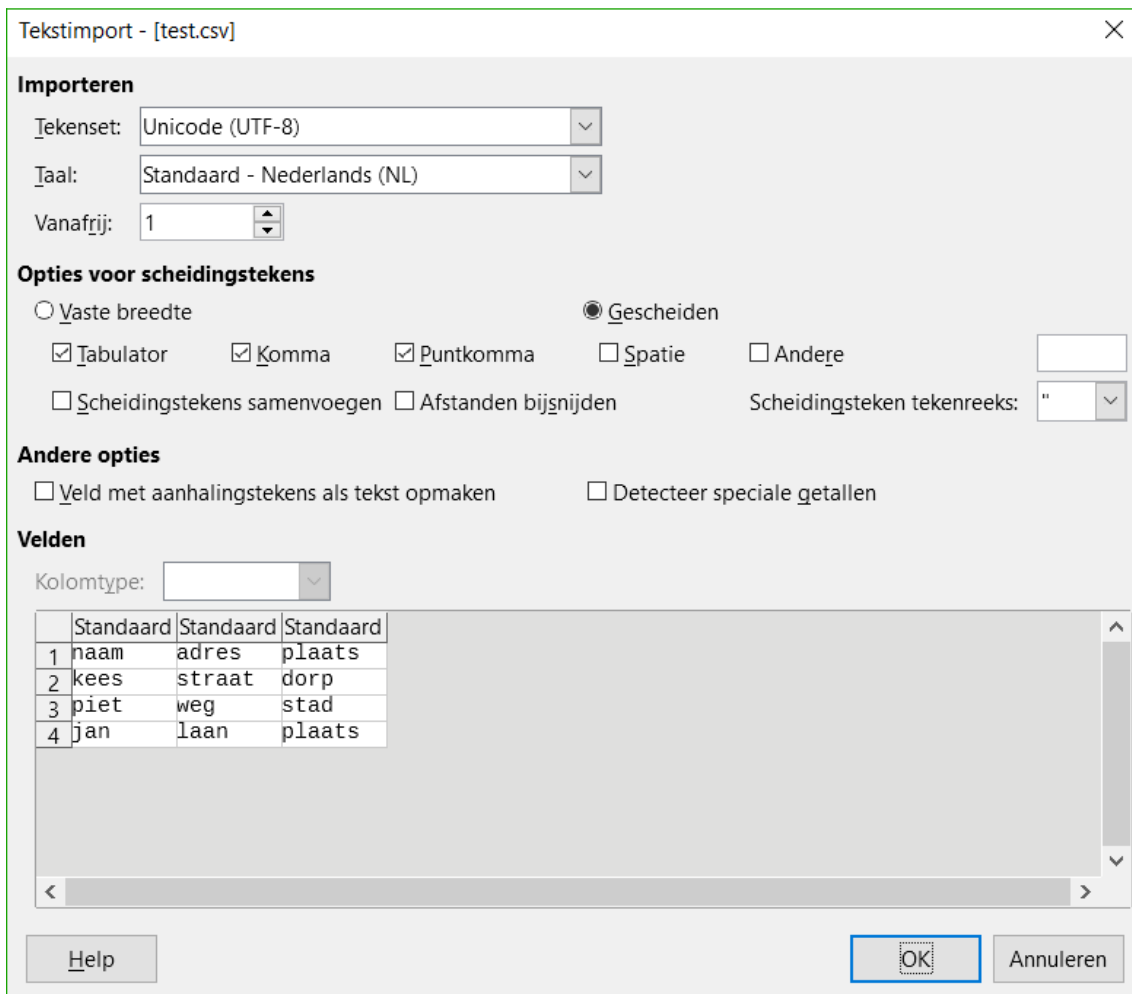 Tekstimport - [test.csv]
Importeren
Tekenset: Unicode (UTF-8)
Taal: Standaard - Nederlands (NL)
Vanafrij: 1
Opties voor scheidingstekens
Vaste breedte Gescheiden
Tabulator Komma Puntkomma Spatie Andere
Scheidingstekens samenvoegen Afstanden bijsnijden Scheidingsteken tekenreeks: "
Andere opties
Veld met aanhalingstekens als tekst opmaken Detecteer speciale getallen
Velden
Kolomtype:
Standaard Standaard Standaard
1 naam adres plaats
2 kees straat dorp
3 piet weg stad
4 jan laan plaats
Help OK Annuleren